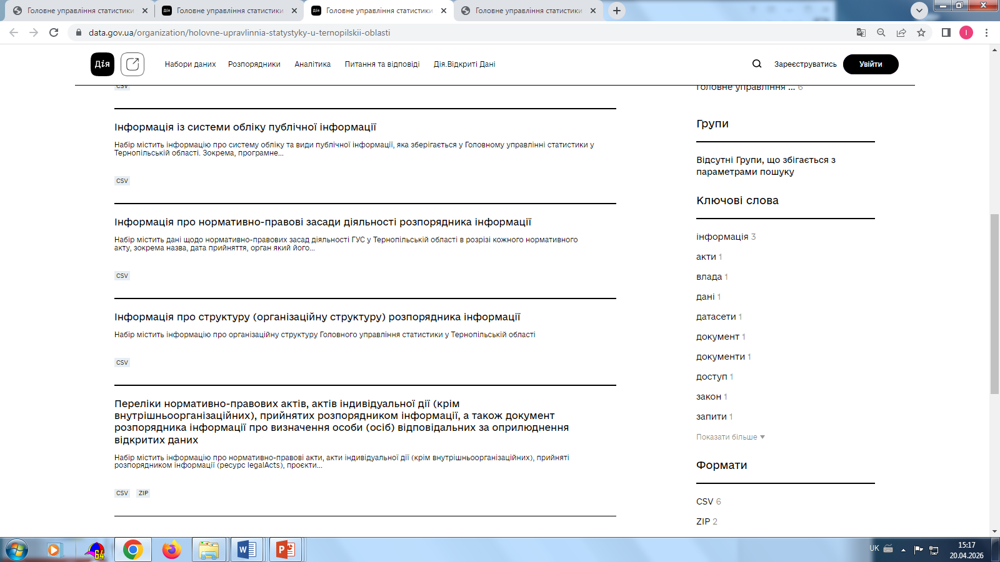 Головне управління статистики
Головне управління статистики
Головне управління статистики
Головне управління статистики
data.gov.ua/organization/holovne-upravlinnia-statystyky-u-ternopilskii-oblasti
I
Дія
Набори даних
Розпорядники
Аналітика
Питання та відповіді
Дія.Відкриті Дані
Зареєструватись
Увійти
CSV
Інформація із системи обліку публічної інформації
Набір містить інформацію про систему обліку та види публічної інформації, яка зберігається у Головному управлінні статистики у
Тернопільській області. Зокрема, програмне...
CSV
Інформація про нормативно-правові засади діяльності розпорядника інформації
Набір містить дані щодо нормативно-правових засад діяльності ГУС у Тернопільській області в розрізі кожного нормативного
акту, зокрема назва, дата прийняття, орган який його...
CSV
Інформація про структуру (організаційну структуру) розпорядника інформації
Набір містить інформацію про організаційну структуру Головного управління статистики у Тернопільській області
CSV
Переліки нормативно-правових актів, актів індивідуальної дії (крім
внутрішньоорганізаційних), прийнятих розпорядником інформації, а також документ
розпорядника інформації про визначення особи (осіб) відповідальних за оприлюднення
відкритих даних
Набір містить інформацію про нормативно-правові акти, акти індивідуальної дії (крім внутрішньоорганізаційних), прийняті
розпорядником інформації (ресурс legalActs), проєкти...
CSV ZIP
Головне управління ... 6
Групи
Відсутні Групи, що збігається з
параметрами пошуку
Ключові слова
інформація 3
акти 1
влада 1
дані 1
датасети 1
документ 1
документи 1
доступ 1
закон 1
запити 1
Показати більше
Формати
CSV 6
ZIP 2
64
UK
15:17
20.04.2026